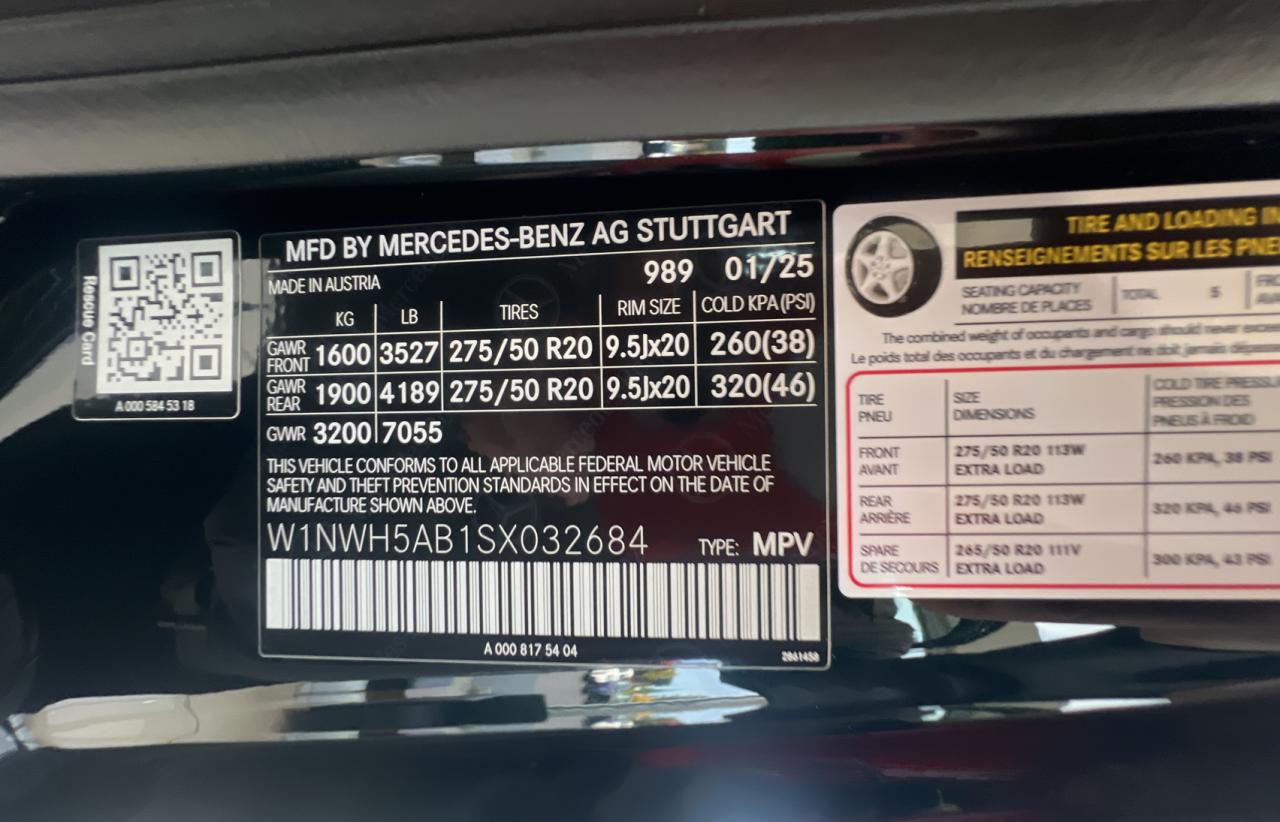 Rescue Card
A 000 584 53 18
MFD BY MERCEDES-BENZ AG STUTTGART
MADE IN AUSTRIA 989 01/25
KG LB TIRES RIM SIZE COLD KPA(PSI)
GAWR FRONT 1600 3527 275/50 R20 9.5Jx20 260(38)
GAWR REAR 1900 4189 275/50 R20 9.5Jx20 320(46)
GVWR 3200 7055
THIS VEHICLE CONFORMS TO ALL APPLICABLE FEDERAL MOTOR VEHICLE
SAFETY AND THEFT PREVENTION STANDARDS IN EFFECT ON THE DATE OF
MANUFACTURE SHOWN ABOVE.
W1NWH5AB1SX032684 TYPE: MPV
A 000 817 54 04
2861458
TIRE AND LOADING
RENSEIGNEMENTS SUR LES
SEATING CAPACITY
NOMBRE DE PLACES
TOTAL 5
The combined weight of occupants and cargo should never
Le poids total des occupants et du chargement ne doit jamais
TIRE
PNEU
SIZE
DIMENSIONS
COLD TIRE
PRESSION DES
PNEUS À FROID
FRONT
AVANT
275/50 R20 113W
EXTRA LOAD
260 KPA, 38 PSI
REAR
ARRIÈRE
275/50 R20 113W
EXTRA LOAD
320 KPA, 46 PSI
SPARE
DE SECOURS
265/50 R20 111V
EXTRA LOAD
300 KPA, 43 PSI